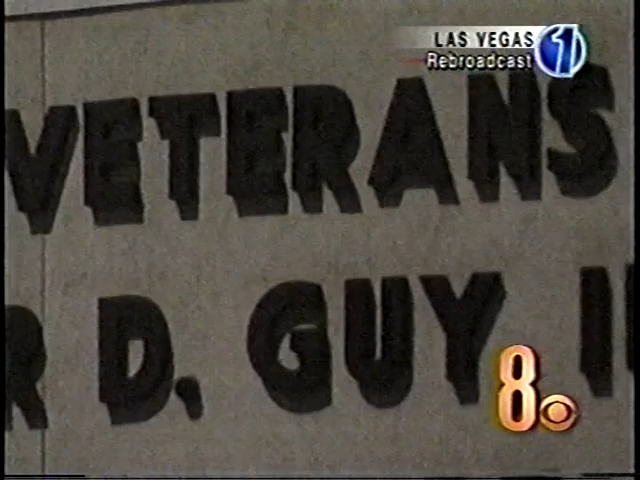 LAS VEGAS 1
Rebroadcast
VETERANS
R D. GUY, I
8